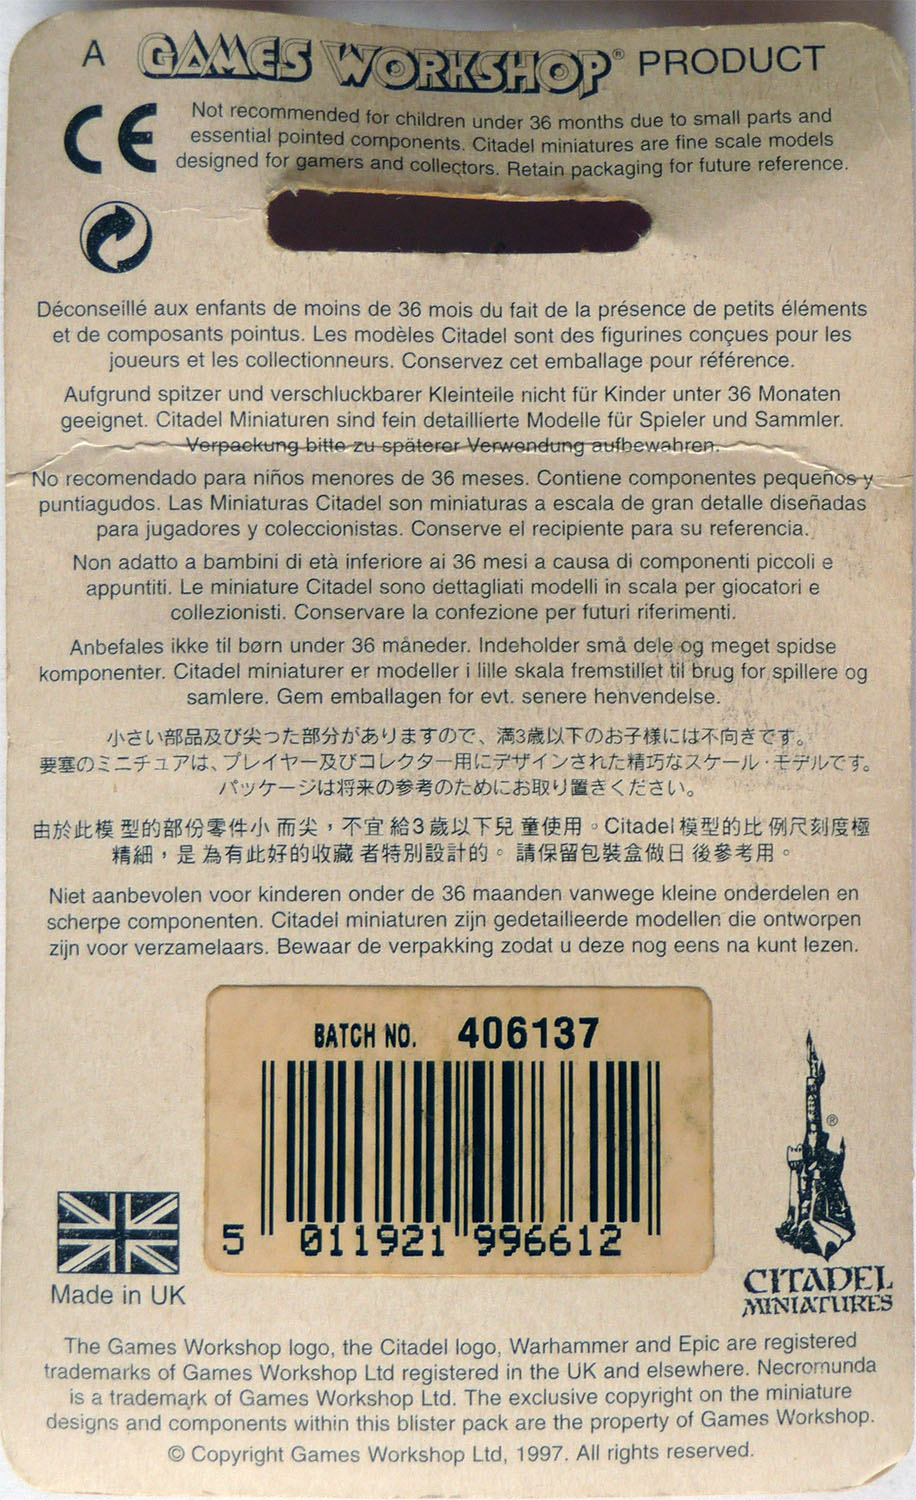 A GAMES WORKSHOP® PRODUCT
CE
Not recommended for children under 36 months due to small parts and
essential pointed components. Citadel miniatures are fine scale models
designed for gamers and collectors. Retain packaging for future reference.
Déconseillé aux enfants de moins de 36 mois du fait de la présence de petits éléments
et de composants pointus. Les modèles Citadel sont des figurines conçues pour les
joueurs et les collectionneurs. Conservez cet emballage pour référence.
Aufgrund spitzer und verschluckbarer Kleinteile nicht für Kinder unter 36 Monaten
geeignet. Citadel Miniaturen sind fein detaillierte Modelle für Spieler und Sammler.
Verpackung bitte zu späterer Verwendung aufbewahren.
No recomendado para niños menores de 36 meses. Contiene componentes pequeños y
puntiagudos. Las Miniaturas Citadel son miniaturas a escala de gran detalle diseñadas
para jugadores y coleccionistas. Conserve el recipiente para su referencia.
Non adatto a bambini di età inferiore ai 36 mesi a causa di componenti piccoli e
appuntiti. Le miniature Citadel sono dettagliati modelli in scala per giocatori e
collezionisti. Conservare la confezione per futuri riferimenti.
Anbefales ikke til børn under 36 måneder. Indeholder små dele og meget spidse
komponenter. Citadel miniaturer er modeller i lille skala fremstillet til brug for spillere og
samlere. Gem emballagen for evt. senere henvendelse.
小さい部品及び尖った部分がありますので、満3歳以下のお子様には不向きです。
要塞のミニチュアは、プレイヤー及びコレクター用にデザインされた精巧なスケール・モデルです。
パッケージは将来の参考のためにお取り置きください。
由於此模型的部份零件小而尖，不宜給3歲以下兒童使用。Citadel模型的比例尺刻度極
精細，是為有此好的收藏者特別設計的。請保留包裝盒做日後參考用。
Niet aanbevolen voor kinderen onder de 36 maanden vanwege kleine onderdelen en
scherpe componenten. Citadel miniaturen zijn gedetailleerde modellen die ontworpen
zijn voor verzamelaars. Bewaar de verpakking zodat u deze nog eens na kunt lezen.
BATCH NO. 406137
5 011921 996612
Made in UK
®
CITADEL
MINIATURES
The Games Workshop logo, the Citadel logo, Warhammer and Epic are registered
trademarks of Games Workshop Ltd registered in the UK and elsewhere. Necromunda
is a trademark of Games Workshop Ltd. The exclusive copyright on the miniature
designs and components within this blister pack are the property of Games Workshop.
© Copyright Games Workshop Ltd, 1997. All rights reserved.